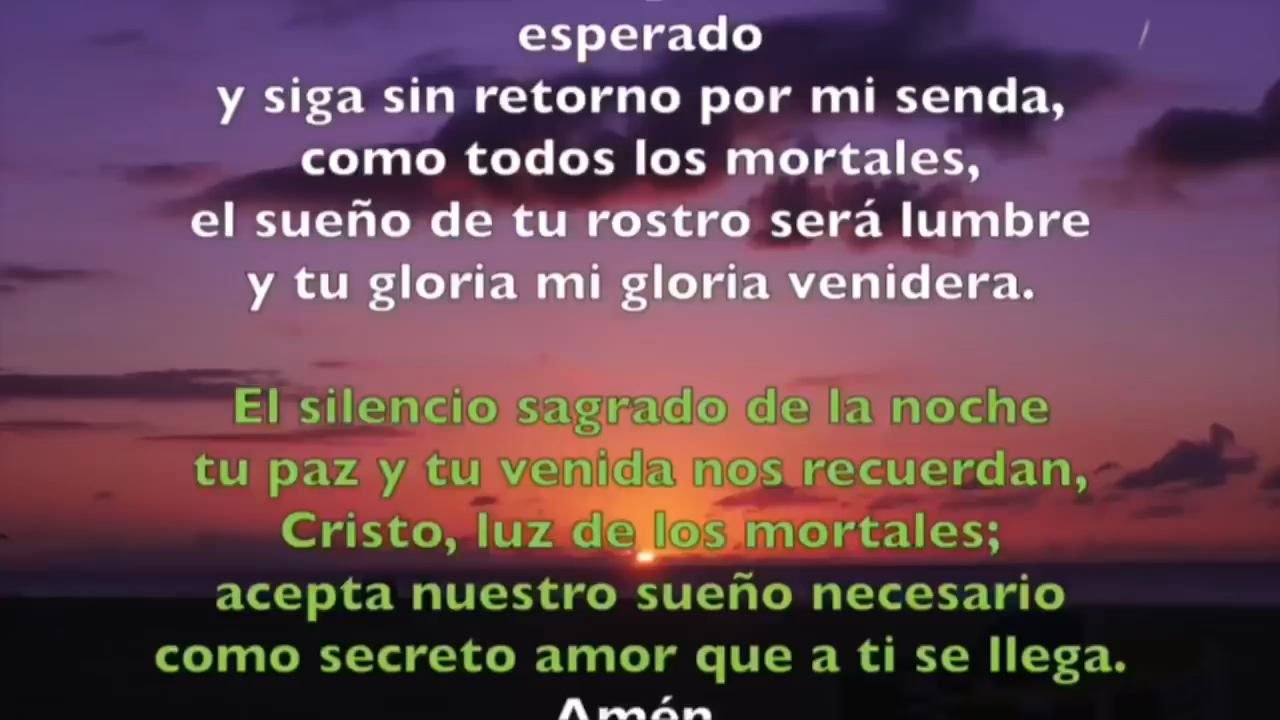 esperado
y siga sin retorno por mi senda,
como todos los mortales,
el sueño de tu rostro será lumbre
y tu gloria mi gloria venidera.
El silencio sagrado de la noche
tu paz y tu venida nos recuerdan,
Cristo, luz de los mortales;
acepta nuestro sueño necesario
como secreto amor que a ti se llega.
Amén